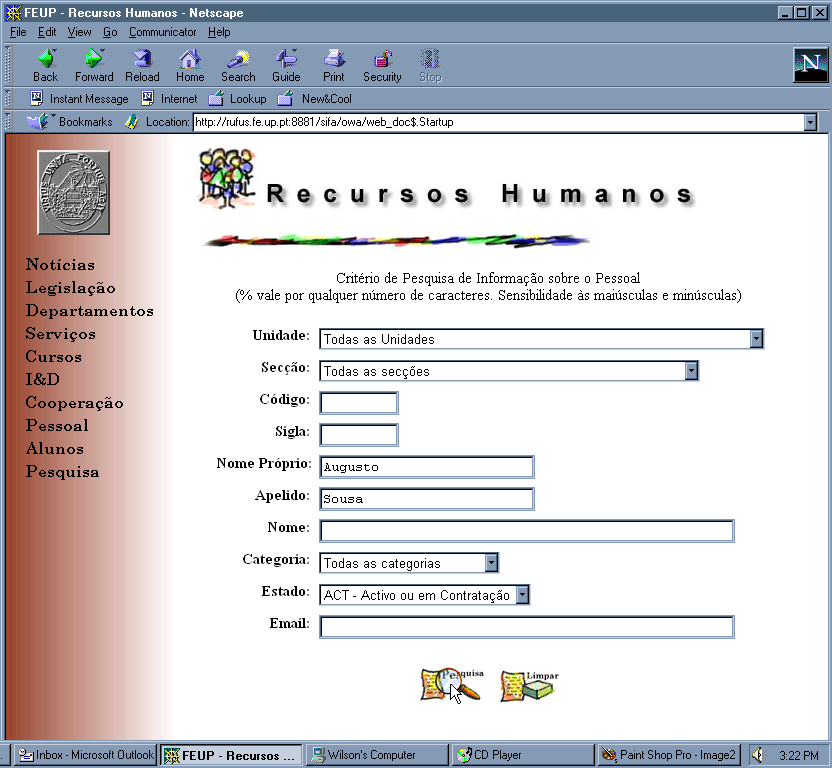 FEUP - Recursos Humanos - Netscape
File Edit View Go Communicator Help
Back Forward Reload Home Search Guide Print Security Stop
N
Instant Message Internet Lookup New&Cool
Bookmarks Location: http://rufus.fe.up.pt:8881/sifa/owa/web_doc$.Startup
Recursos Humanos
Notícias
Legislação
Departamentos
Serviços
Cursos
I&D
Cooperação
Pessoal
Alunos
Pesquisa
Critério de Pesquisa de Informação sobre o Pessoal
(% vale por qualquer número de caracteres. Sensibilidade às maiúsculas e minúsculas)
Unidade: Todas as Unidades
Secção: Todas as secções
Código:
Sigla:
Nome Próprio: Augusto
Apelido: Sousa
Nome:
Categoria: Todas as categorias
Estado: ACT - Activo ou em Contratação
Email:
Pesquisa Limpar
Inbox - Microsoft Outlook FEUP - Recursos ... Wilson's Computer CD Player Paint Shop Pro - Image2 3:22 PM